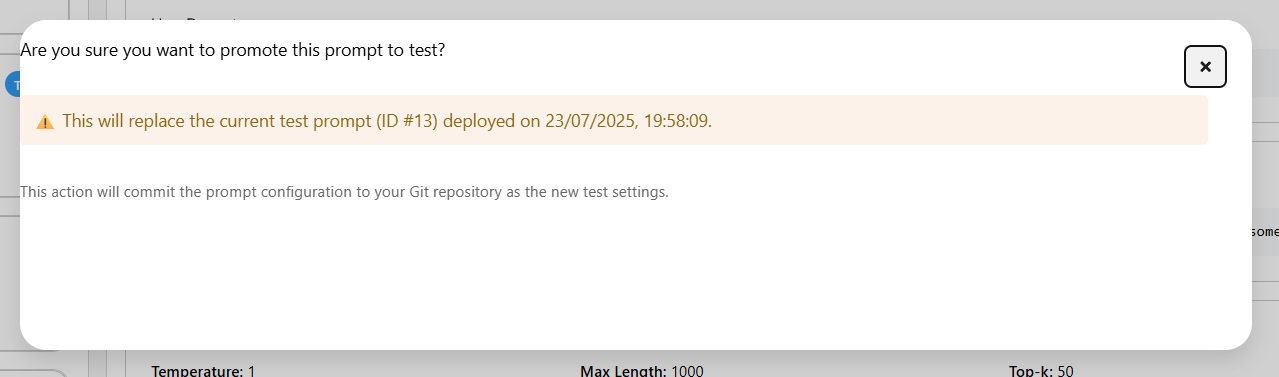 Are you sure you want to promote this prompt to test?
This will replace the current test prompt (ID #13) deployed on 23/07/2025, 19:58:09.
This action will commit the prompt configuration to your Git repository as the new test settings.
some
Temperature: 1 Max Length: 1000 Top-k: 50